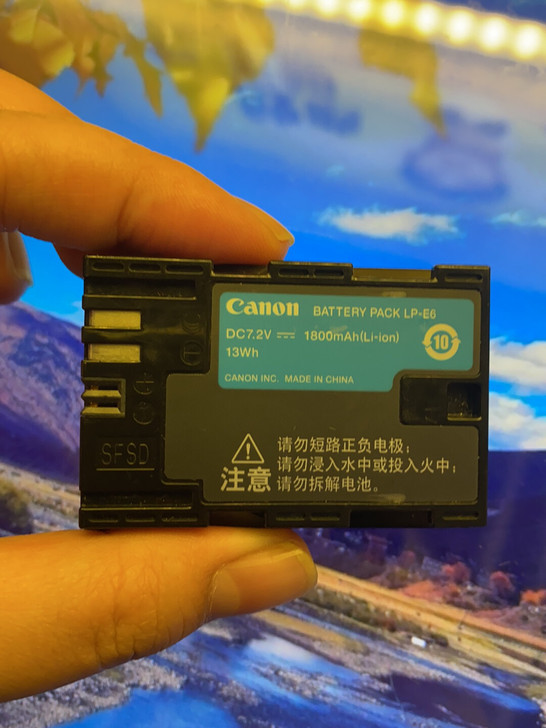 Canon BATTERY PACK LP-E6
DC7.2V ⎓ 1800mAh(Li-ion)
13Wh
10
CANON INC. MADE IN CHINA
SFSD
注意
请勿短路正负电极；
请勿浸入水中或投入火中；
请勿拆解电池。